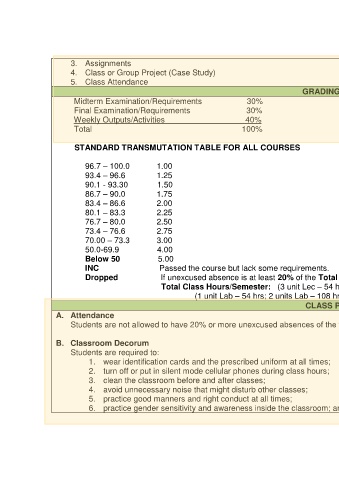 3. Assignments
4. Class or Group Project (Case Study)
5. Class Attendance
GRADING
Midterm Examination/Requirements 30%
Final Examination/Requirements 30%
Weekly Outputs/Activities 40%
Total 100%
STANDARD TRANSMUTATION TABLE FOR ALL COURSES
96.7 – 100.0 1.00
93.4 – 96.6 1.25
90.1 - 93.30 1.50
86.7 – 90.0 1.75
83.4 – 86.6 2.00
80.1 – 83.3 2.25
76.7 – 80.0 2.50
73.4 – 76.6 2.75
70.00 – 73.3 3.00
50.0-69.9 4.00
Below 50 5.00
INC Passed the course but lack some requirements.
Dropped If unexcused absence is at least 20% of the Total
Total Class Hours/Semester: (3 unit Lec – 54 h
(1 unit Lab – 54 hrs; 2 units Lab – 108 hr
CLASS P
A. Attendance
Students are not allowed to have 20% or more unexcused absences of the
B. Classroom Decorum
Students are required to:
1. wear identification cards and the prescribed uniform at all times;
2. turn off or put in silent mode cellular phones during class hours;
3. clean the classroom before and after classes;
4. avoid unnecessary noise that might disturb other classes;
5. practice good manners and right conduct at all times;
6. practice gender sensitivity and awareness inside the classroom; an